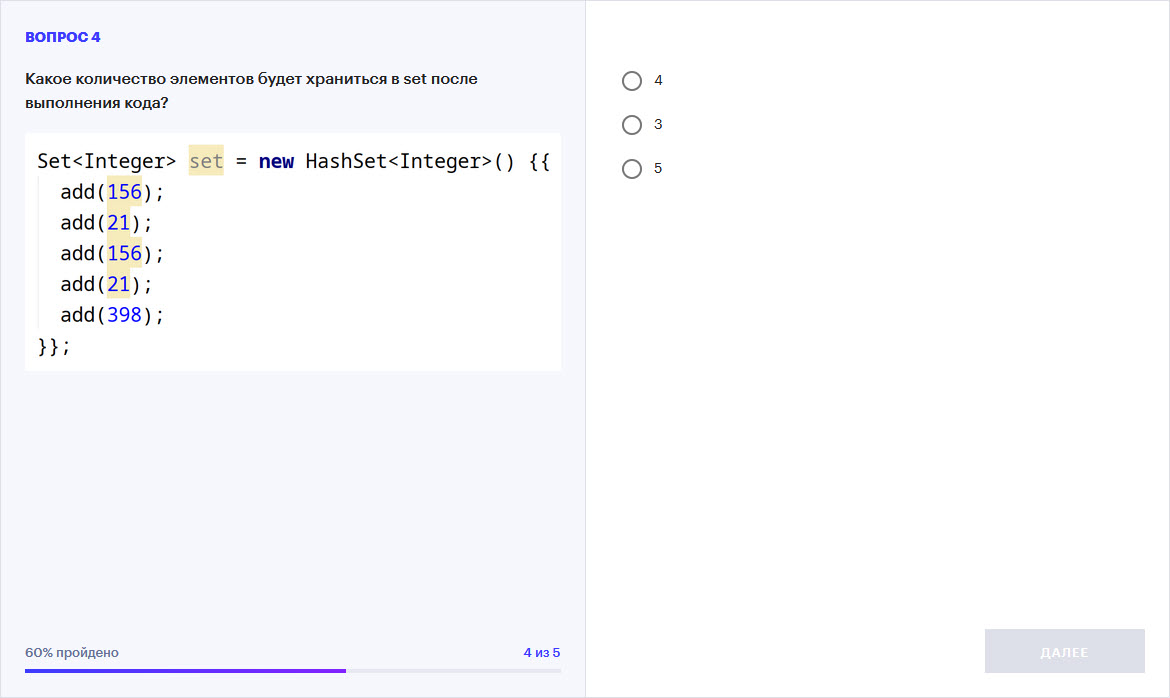 ВОПРОС 4
Какое количество элементов будет храниться в set после
выполнения кода?
Set<Integer> set = new HashSet<Integer>() {{
  add(156);
  add(21);
  add(156);
  add(21);
  add(398);
}};
60% пройдено
4 из 5
4
3
5
ДАЛЕЕ